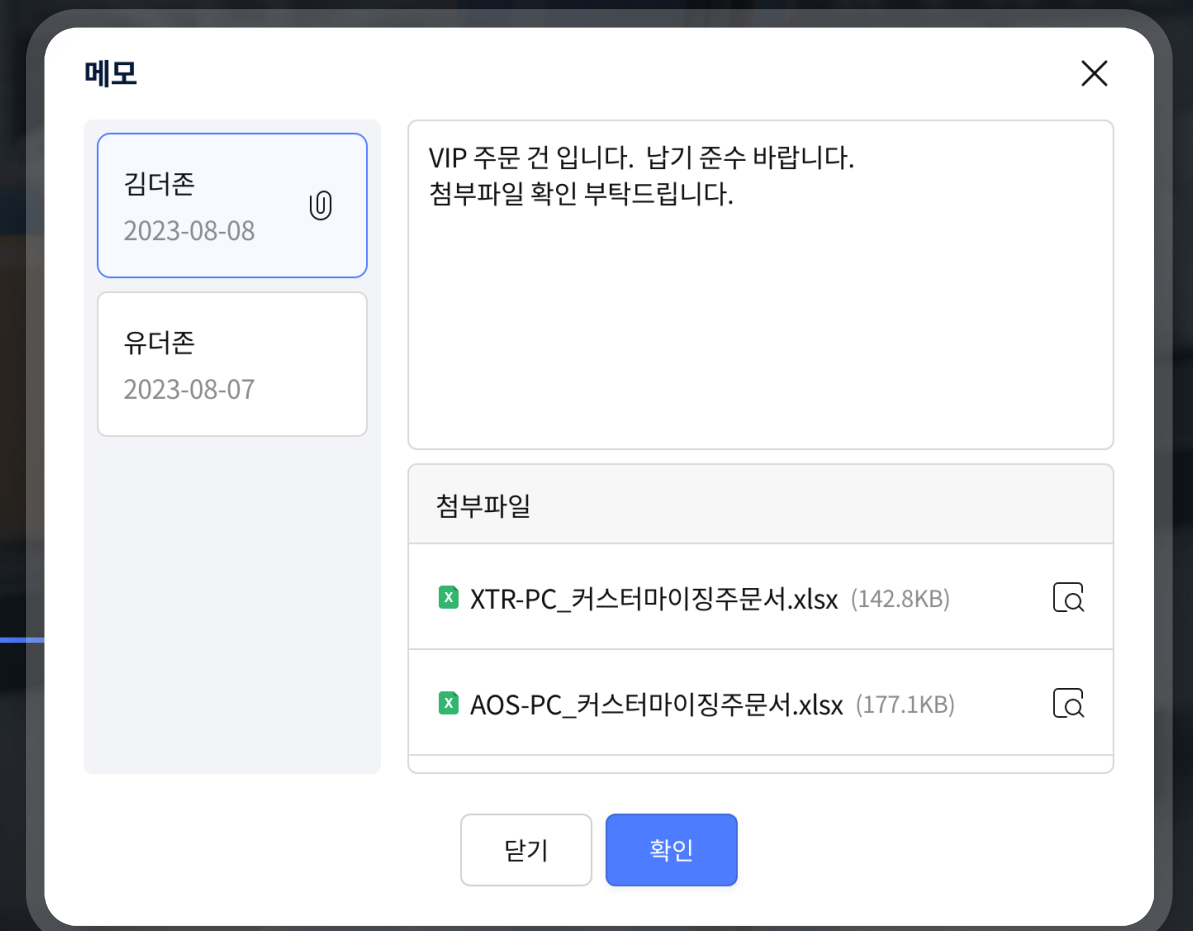 메모
김더존
2023-08-08
유더존
2023-08-07
VIP 주문 건 입니다.  납기 준수 바랍니다.
첨부파일 확인 부탁드립니다.
첨부파일
X XTR-PC_커스터마이징주문서.xlsx (142.8KB)
X AOS-PC_커스터마이징주문서.xlsx (177.1KB)
닫기 확인